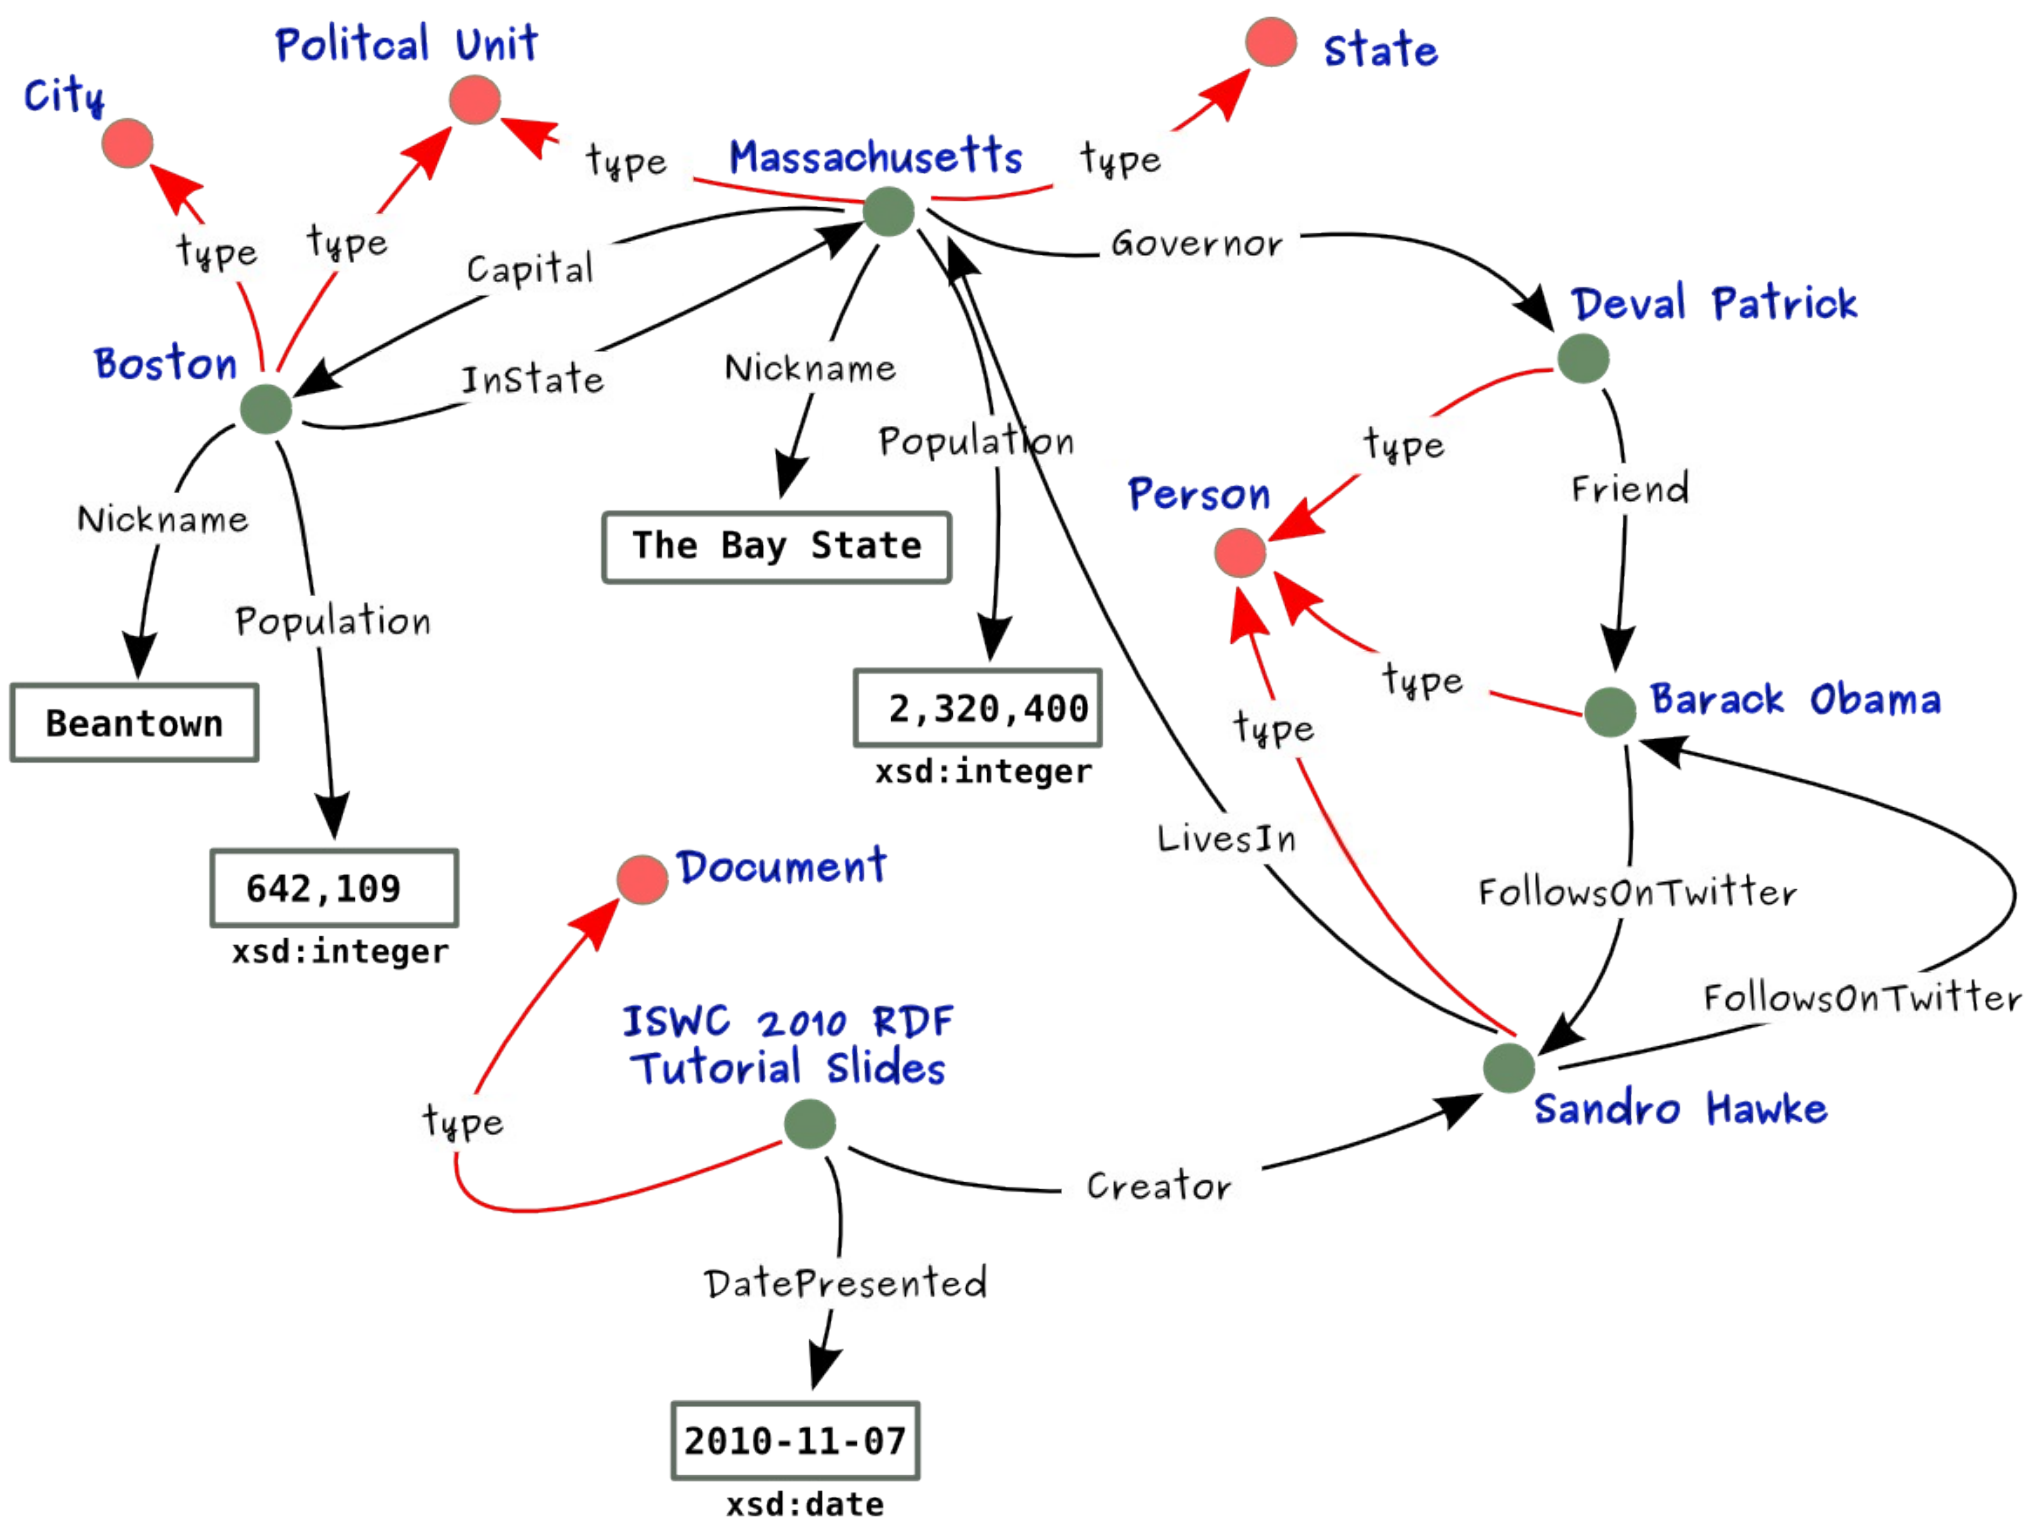 Politcal Unit
State
City
type
Massachusetts
type
type
type
Governor
Capital
Deval Patrick
Boston
InState
Nickname
Population
type
Person
Friend
Nickname
The Bay State
Population
type
Barack Obama
Beantown
2,320,400
xsd:integer
type
LivesIn
642,109
xsd:integer
Document
FollowsOnTwitter
FollowsOnTwitter
ISWC 2010 RDF
Tutorial Slides
type
Sandro Hawke
Creator
DatePresented
2010-11-07
xsd:date